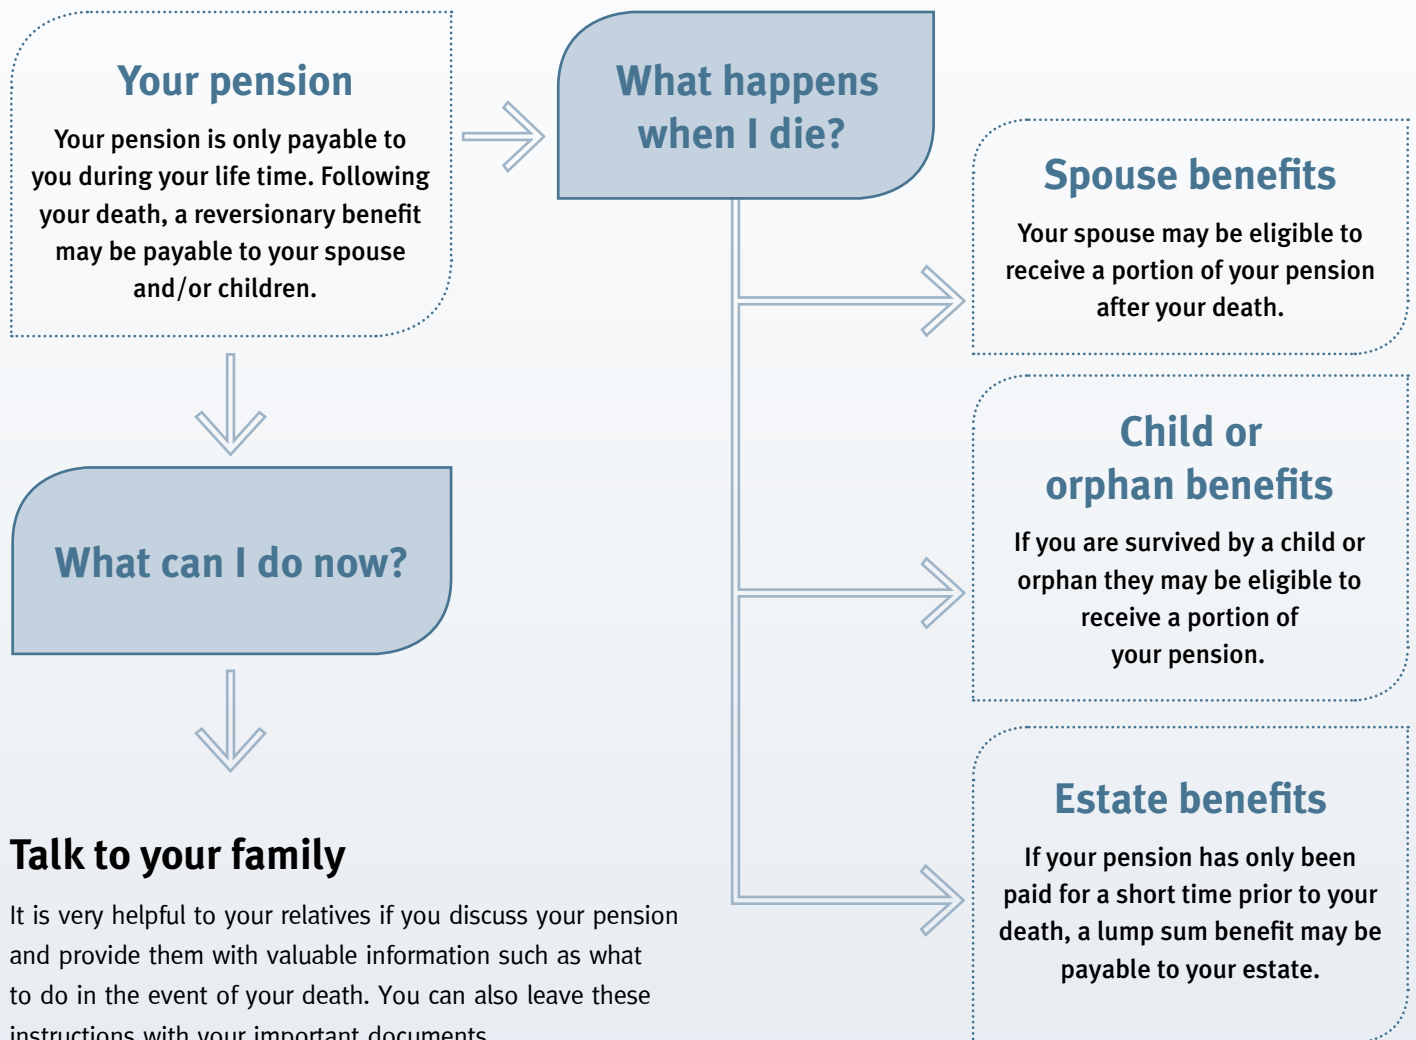 Your pension
Your pension is only payable to
you during your life time. Following
your death, a reversionary benefit
may be payable to your spouse
and/or children.
What happens
when I die?
Spouse benefits
Your spouse may be eligible to
receive a portion of your pension
after your death.
Child or
orphan benefits
If you are survived by a child or
orphan they may be eligible to
receive a portion of
your pension.
Estate benefits
If your pension has only been
paid for a short time prior to your
death, a lump sum benefit may be
payable to your estate.
What can I do now?
Talk to your family
It is very helpful to your relatives if you discuss your pension
and provide them with valuable information such as what
to do in the event of your death. You can also leave these
instructions with your important documents